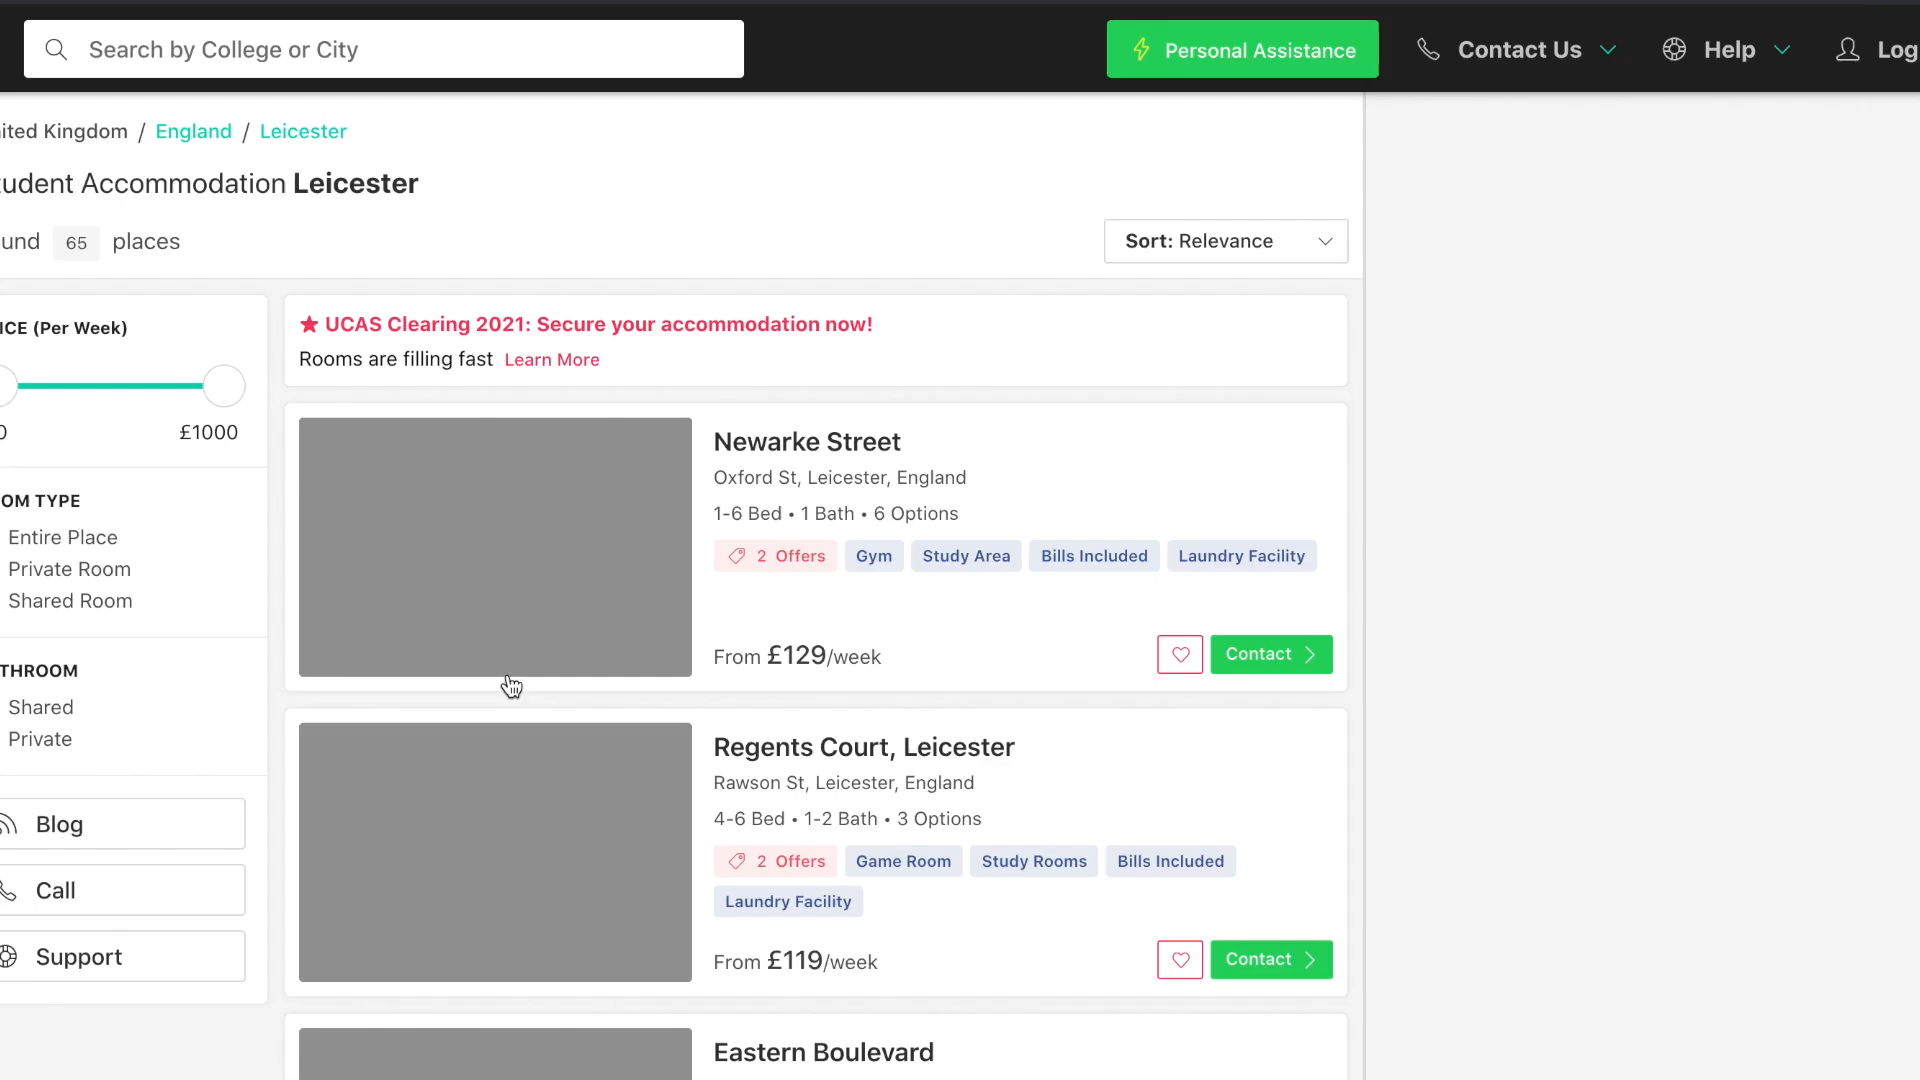 Search by College or City
Personal Assistance
Contact Us
Help
Log
ited Kingdom / England / Leicester
tudent Accommodation Leicester
und 65 places
Sort: Relevance
ICE (Per Week)
£1000
OM TYPE
Entire Place
Private Room
Shared Room
THROOM
Shared
Private
Blog
Call
Support
★ UCAS Clearing 2021: Secure your accommodation now!
Rooms are filling fast Learn More
Newarke Street
Oxford St, Leicester, England
1-6 Bed • 1 Bath • 6 Options
2 Offers Gym Study Area Bills Included Laundry Facility
From £129/week
Contact
Regents Court, Leicester
Rawson St, Leicester, England
4-6 Bed • 1-2 Bath • 3 Options
2 Offers Game Room Study Rooms Bills Included
Laundry Facility
From £119/week
Contact
Eastern Boulevard